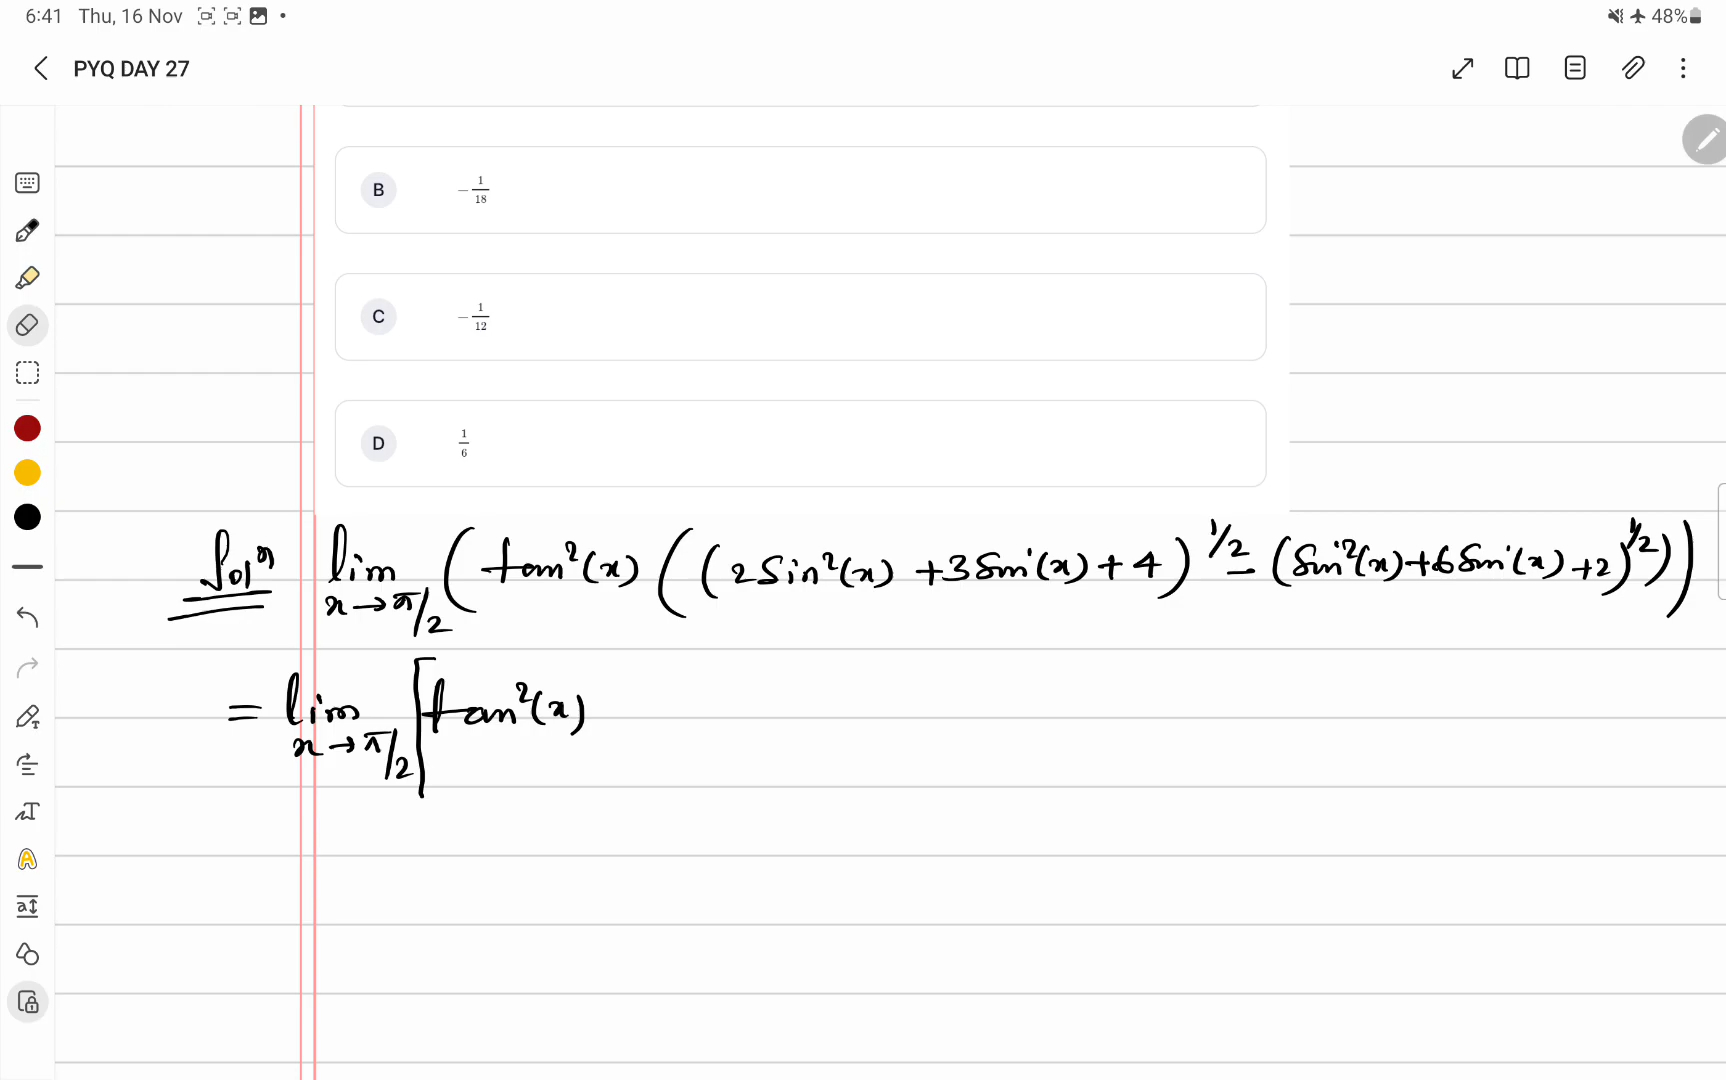 6:41 Thu, 16 Nov 48%
PYQ DAY 27
B -1/18
C -1/12
D 1/6
Solⁿ lim x→π/2 (tan²(x) ((2Sin²(x) +3Sin(x)+4)^1/2 - (Sin²(x)+6Sin(x)+2)^1/2))
= lim x→π/2 [tan²(x)